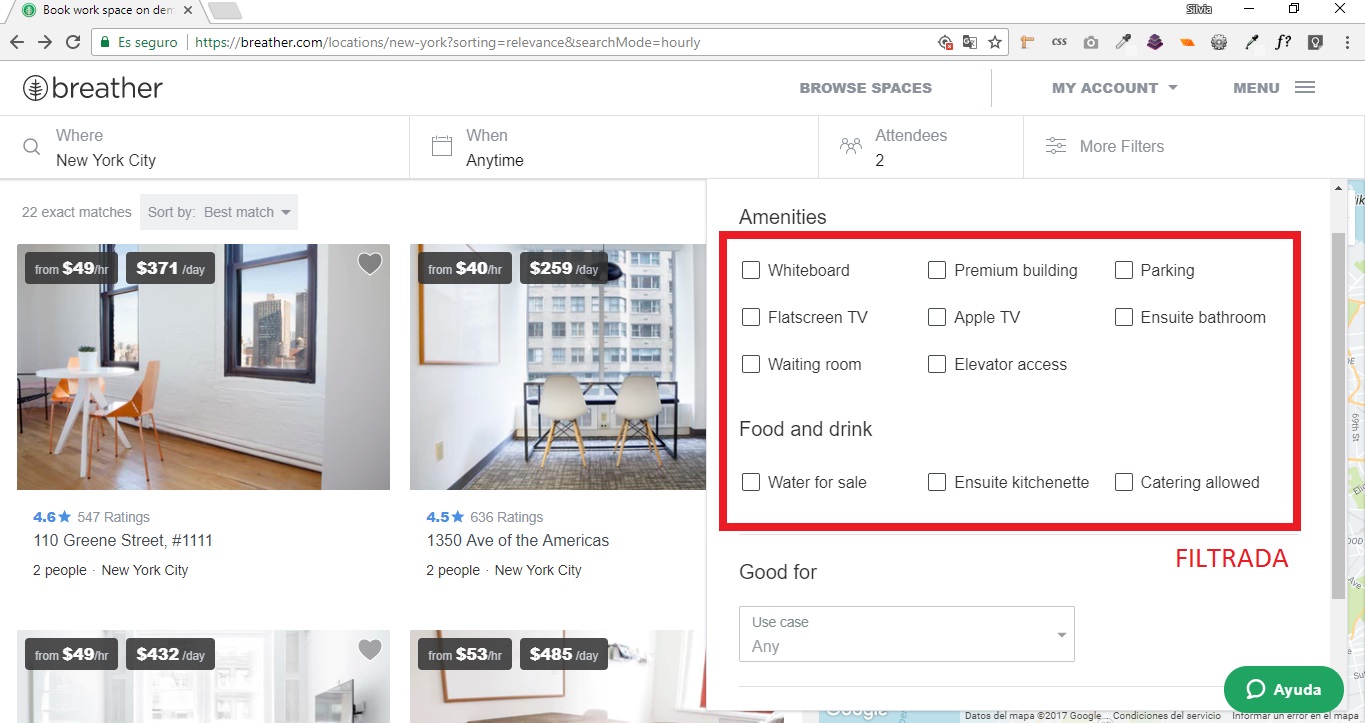 Book work space on den
Silvia
Es seguro
https://breather.com/locations/new-york?sorting=relevance&searchMode=hourly
css
f?
breather
BROWSE SPACES
MY ACCOUNT
MENU
Where
New York City
When
Anytime
Attendees
2
More Filters
22 exact matches
Sort by: Best match
from $49/hr
$371 /day
from $40/hr
$259 /day
4.6★ 547 Ratings
110 Greene Street, #1111
2 people · New York City
4.5★ 636 Ratings
1350 Ave of the Americas
2 people · New York City
from $49/hr
$432 /day
from $53/hr
$485 /day
Amenities
Whiteboard
Premium building
Parking
Flatscreen TV
Apple TV
Ensuite bathroom
Waiting room
Elevator access
Food and drink
Water for sale
Ensuite kitchenette
Catering allowed
FILTRADA
Good for
Use case
Any
69th St
Ayuda
Google
Datos del mapa ©2017 Google
Condiciones del servicio
Informar un error en el mapa